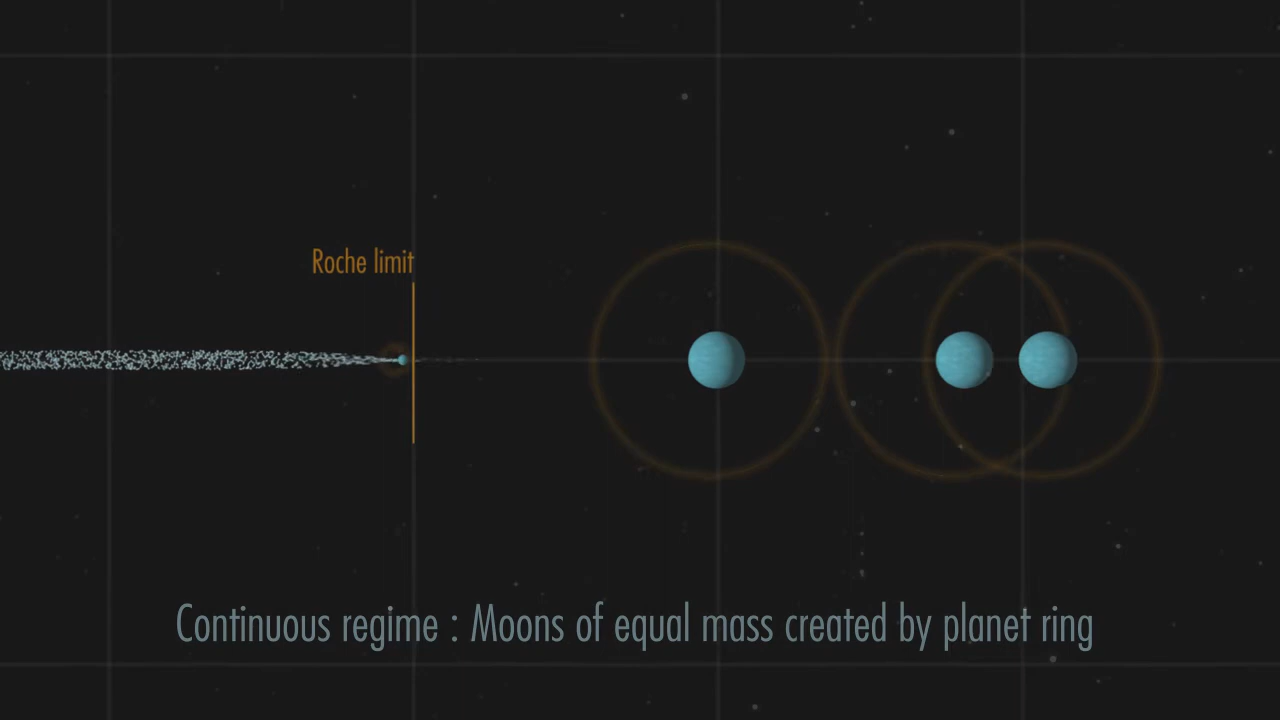 Roche limit
Continuous regime : Moons of equal mass created by planet ring